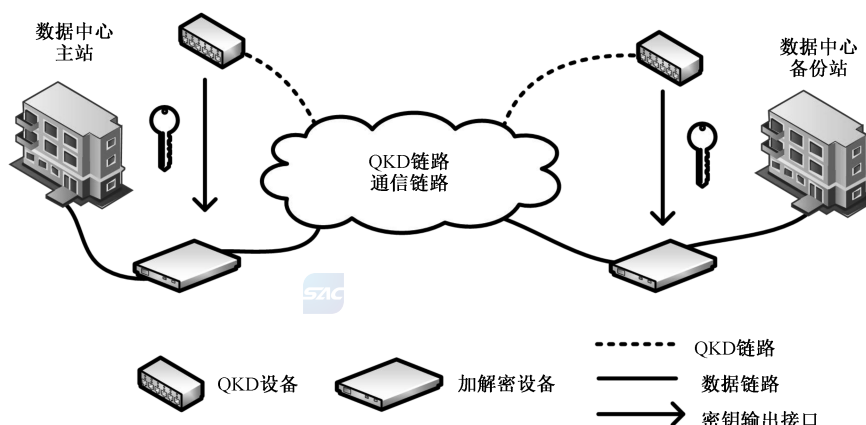 数据中心
主站
数据中心
备份站
QKD链路
通信链路
SAC
QKD设备
加解密设备
QKD链路
数据链路
密钥输出接口